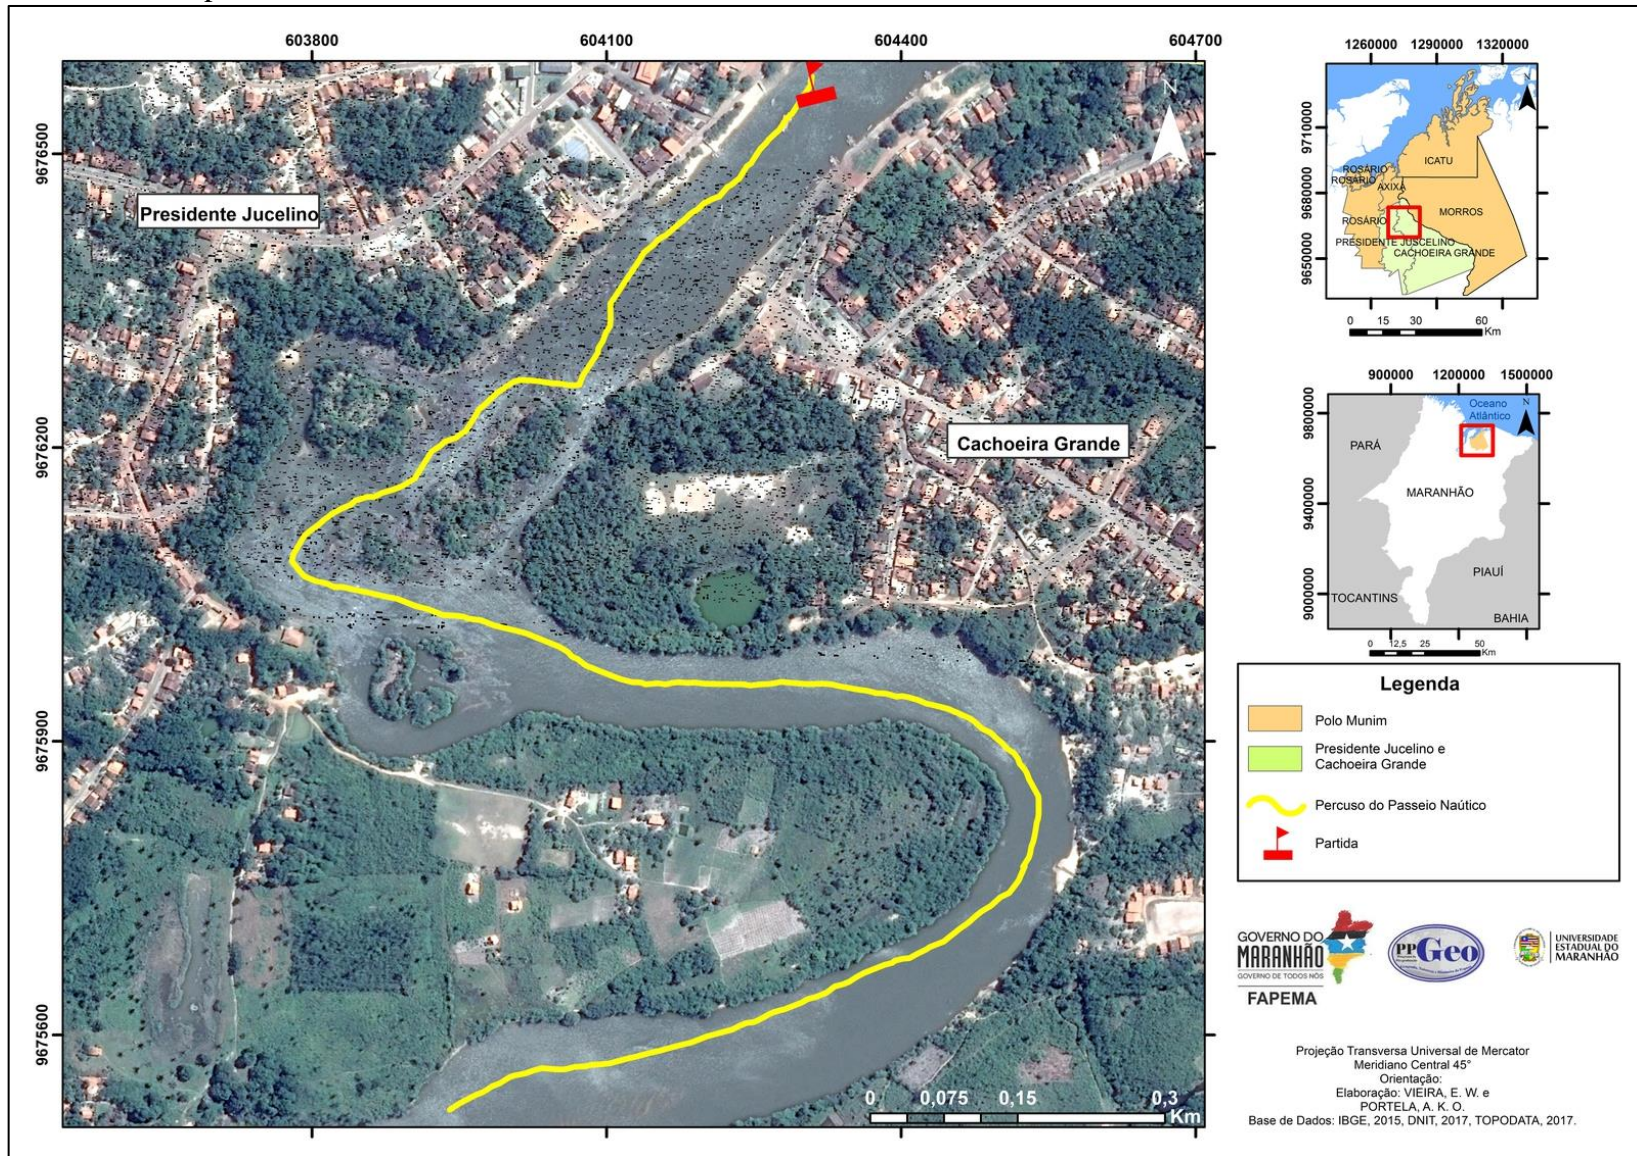 603800 604100 604400 604700
9676500
9676200
9675900
9675600
Presidente Jucelino
Cachoeira Grande
N
0 0,075 0,15 0,3
Km
1260000 1290000 1320000
9710000
9680000
9650000
ICATU
ROSÁRIO
ROSÁRIO
AXIXÁ
ROSÁRIO
MORROS
PRESIDENTE JUSCELINO
CACHOEIRA GRANDE
0 15 30 60
Km
900000 1200000 1500000
9800000
9400000
9000000
Oceano
Atlântico
N
PARÁ
MARANHÃO
PIAUÍ
TOCANTINS
BAHIA
0 12,5 25 50
Km
Legenda
Polo Munim
Presidente Jucelino e
Cachoeira Grande
Percuso do Passeio Naútico
Partida
GOVERNO DO
MARANHÃO
GOVERNO DE TODOS NÓS
FAPEMA
PPGeo
UNIVERSIDADE
ESTADUAL DO
MARANHÃO
Projeção Transversa Universal de Mercator
Meridiano Central 45°
Orientação:
Elaboração: VIEIRA, E. W. e
PORTELA, A. K. O.
Base de Dados: IBGE, 2015, DNIT, 2017, TOPODATA, 2017.